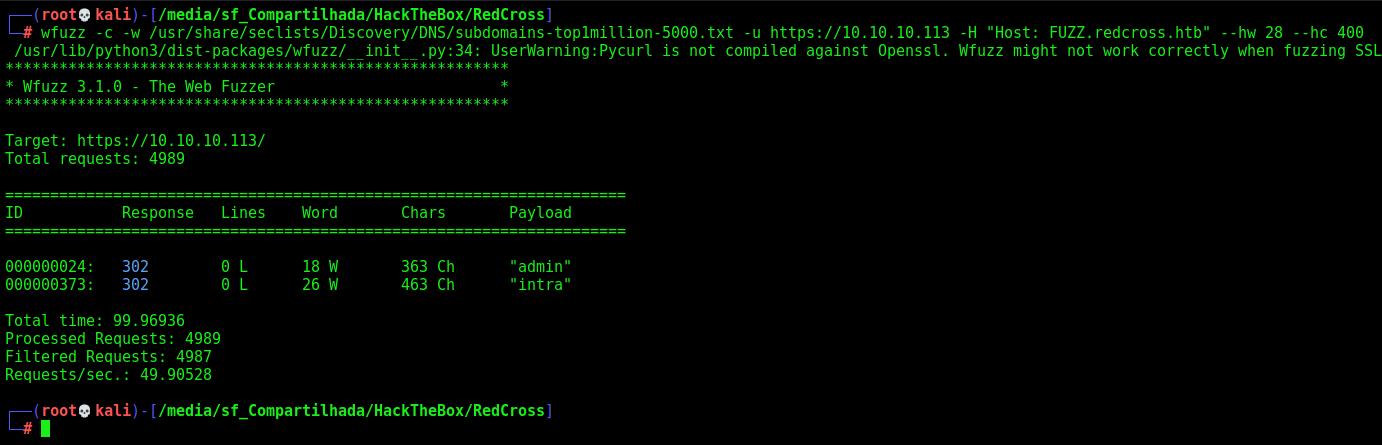 ┌──(root💀kali)-[/media/sf_Compartilhada/HackTheBox/RedCross]
└─# wfuzz -c -w /usr/share/seclists/Discovery/DNS/subdomains-top1million-5000.txt -u https://10.10.10.113 -H "Host: FUZZ.redcross.htb" --hw 28 --hc 400
 /usr/lib/python3/dist-packages/wfuzz/__init__.py:34: UserWarning:Pycurl is not compiled against Openssl. Wfuzz might not work correctly when fuzzing SSL
********************************************************
* Wfuzz 3.1.0 - The Web Fuzzer                         *
********************************************************
Target: https://10.10.10.113/
Total requests: 4989
=====================================================================
ID           Response   Lines    Word       Chars       Payload
=====================================================================
000000024:   302        0 L      18 W       363 Ch      "admin"
000000373:   302        0 L      26 W       463 Ch      "intra"
Total time: 99.96936
Processed Requests: 4989
Filtered Requests: 4987
Requests/sec.: 49.90528
┌──(root💀kali)-[/media/sf_Compartilhada/HackTheBox/RedCross]
└─#